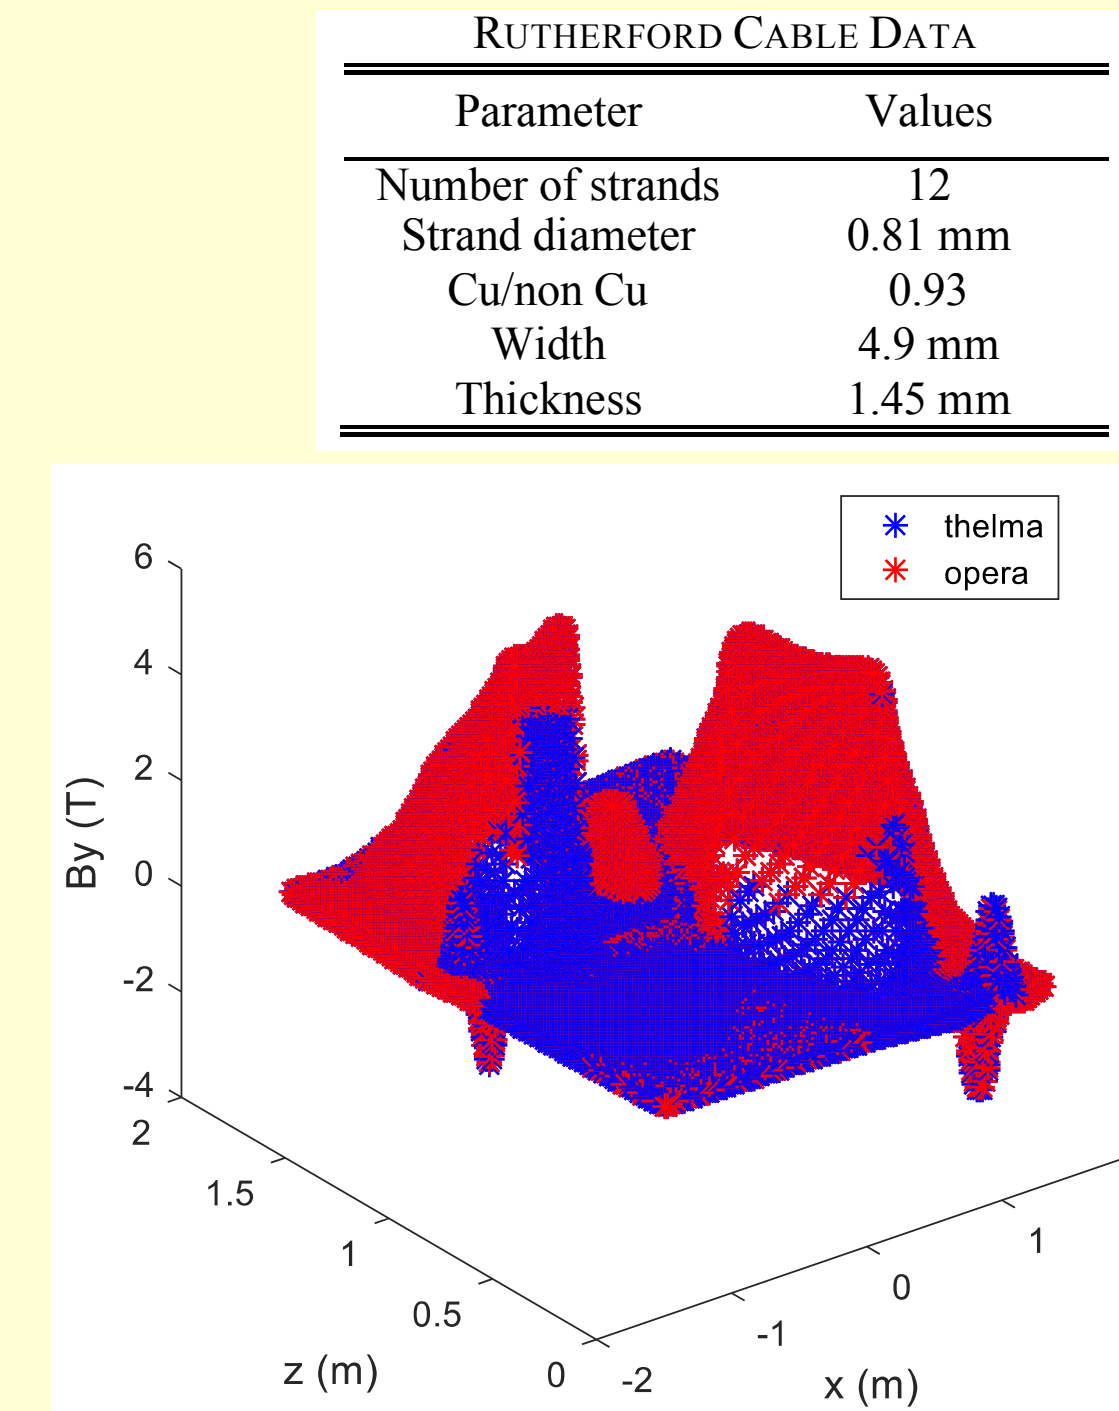 RUTHERFORD CABLE DATA
Parameter Values
Number of strands 12
Strand diameter 0.81 mm
Cu/non Cu 0.93
Width 4.9 mm
Thickness 1.45 mm
thelma
opera
6
4
2
0
-2
-4
By (T)
2
1.5
1
0.5
0
z (m)
-2
-1
0
1
x (m)